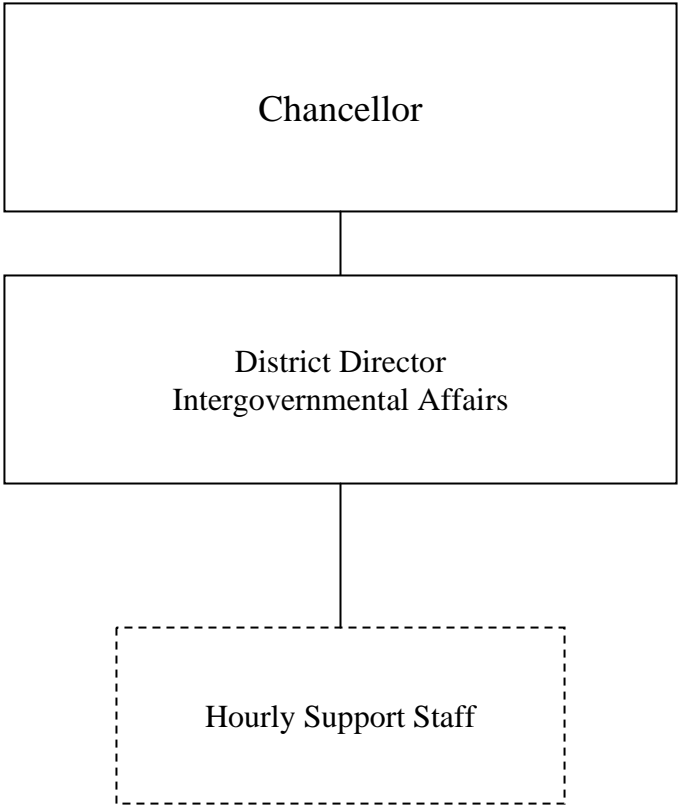 Chancellor
District Director
Intergovernmental Affairs
Hourly Support Staff